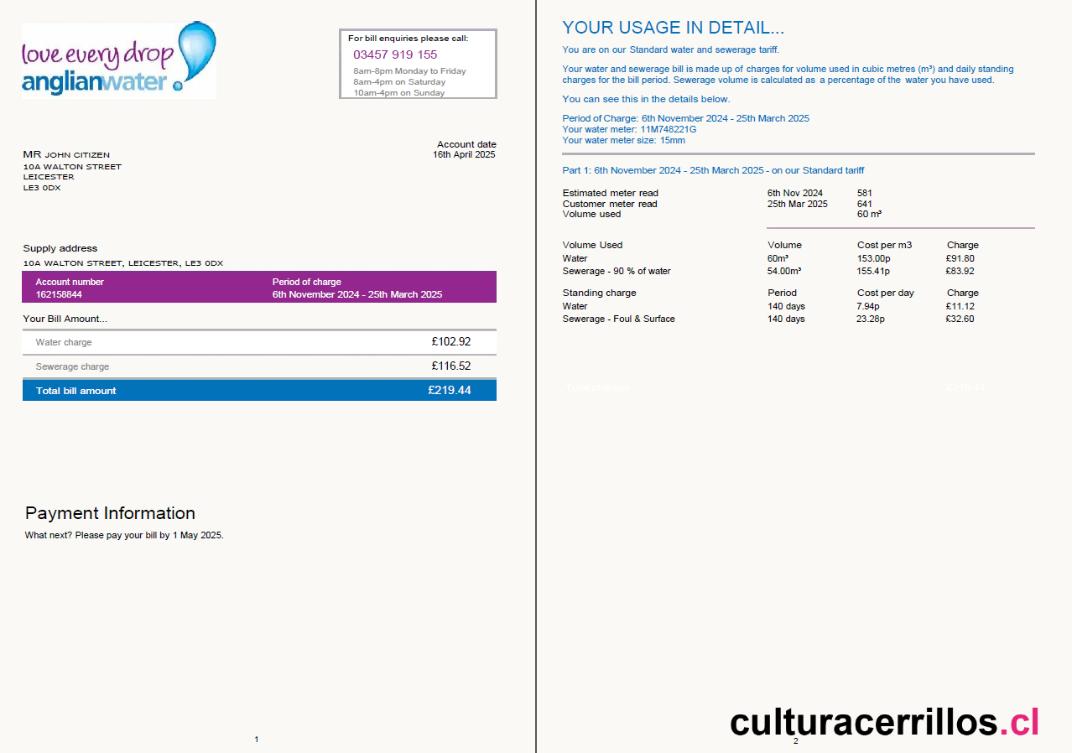 love every drop
anglianwater
For bill enquiries please call:
03457 919 155
8am-8pm Monday to Friday
8am-4pm on Saturday
10am-4pm on Sunday
Account date
16th April 2025
MR JOHN CITIZEN
10A WALTON STREET
LEICESTER
LE3 0DX
Supply address
10A WALTON STREET, LEICESTER, LE3 0DX
Account number Period of charge
162158844 6th November 2024 - 25th March 2025
Your Bill Amount...
Water charge £102.92
Sewerage charge £116.52
Total bill amount £219.44
Payment Information
What next? Please pay your bill by 1 May 2025.
1
YOUR USAGE IN DETAIL...
You are on our Standard water and sewerage tariff.
Your water and sewerage bill is made up of charges for volume used in cubic metres (m³) and daily standing
charges for the bill period. Sewerage volume is calculated as a percentage of the water you have used.
You can see this in the details below.
Period of Charge: 6th November 2024 - 25th March 2025
Your water meter: 11M748221G
Your water meter size: 15mm
Part 1: 6th November 2024 - 25th March 2025 - on our Standard tariff
Estimated meter read 6th Nov 2024 581
Customer meter read 25th Mar 2025 641
Volume used 60 m³
Volume Used Volume Cost per m3 Charge
Water 60m³ 153.00p £91.80
Sewerage - 90 % of water 54.00m³ 155.41p £83.92
Standing charge Period Cost per day Charge
Water 140 days 7.94p £11.12
Sewerage - Foul & Surface 140 days 23.28p £32.60
culturacerrillos.cl
2